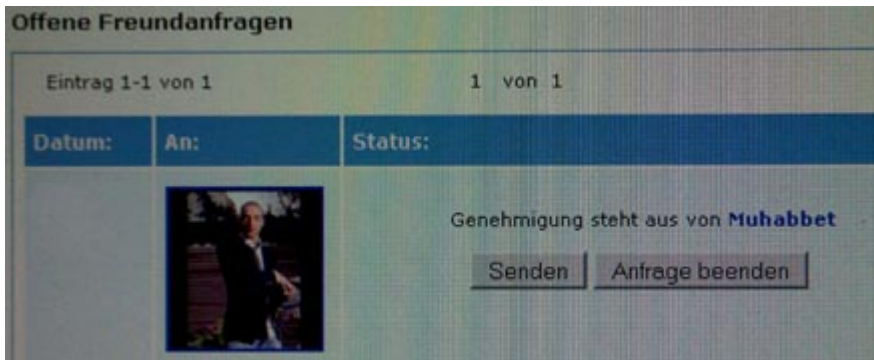 Offene Freundanfragen
Eintrag 1-1 von 1 1 von 1
Datum: An: Status:
Genehmigung steht aus von Muhabbet
Senden Anfrage beenden